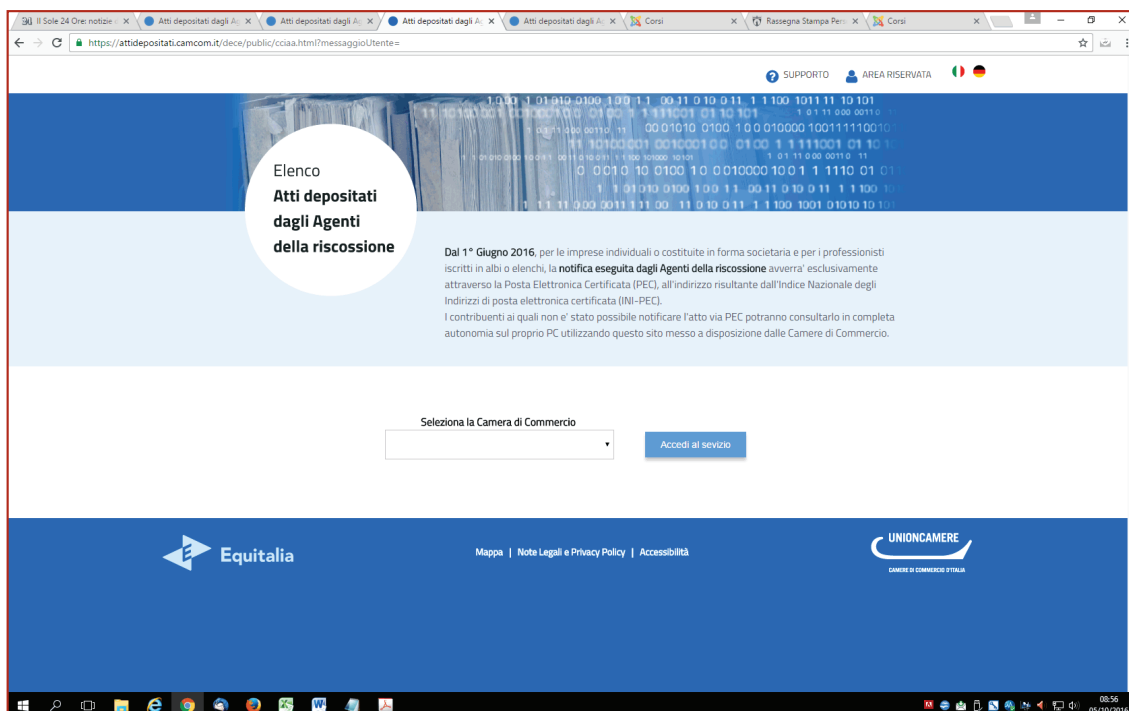 Il Sole 24 Ore: notizie
Atti depositati dagli Ag
Atti depositati dagli Ag
Atti depositati dagli Ag
Atti depositati dagli Ag
Corsi
Rassegna Stampa Pers
Corsi
https://attidepositati.camcom.it/dece/public/cciaa.html?messaggioUtente=
SUPPORTO AREA RISERVATA
Elenco
Atti depositati
dagli Agenti
della riscossione
Dal 1° Giugno 2016, per le imprese individuali o costituite in forma societaria e per i professionisti
iscritti in albi o elenchi, la notifica eseguita dagli Agenti della riscossione avverra' esclusivamente
attraverso la Posta Elettronica Certificata (PEC), all'indirizzo risultante dall'Indice Nazionale degli
Indirizzi di posta elettronica certificata (INI-PEC).
I contribuenti ai quali non e' stato possibile notificare l'atto via PEC potranno consultarlo in completa
autonomia sul proprio PC utilizzando questo sito messo a disposizione dalle Camere di Commercio.
Seleziona la Camera di Commercio
Accedi al sevizio
Equitalia
Mappa | Note Legali e Privacy Policy | Accessibilità
UNIONCAMERE
CAMERE DI COMMERCIO D'ITALIA
08:56
05/10/2016